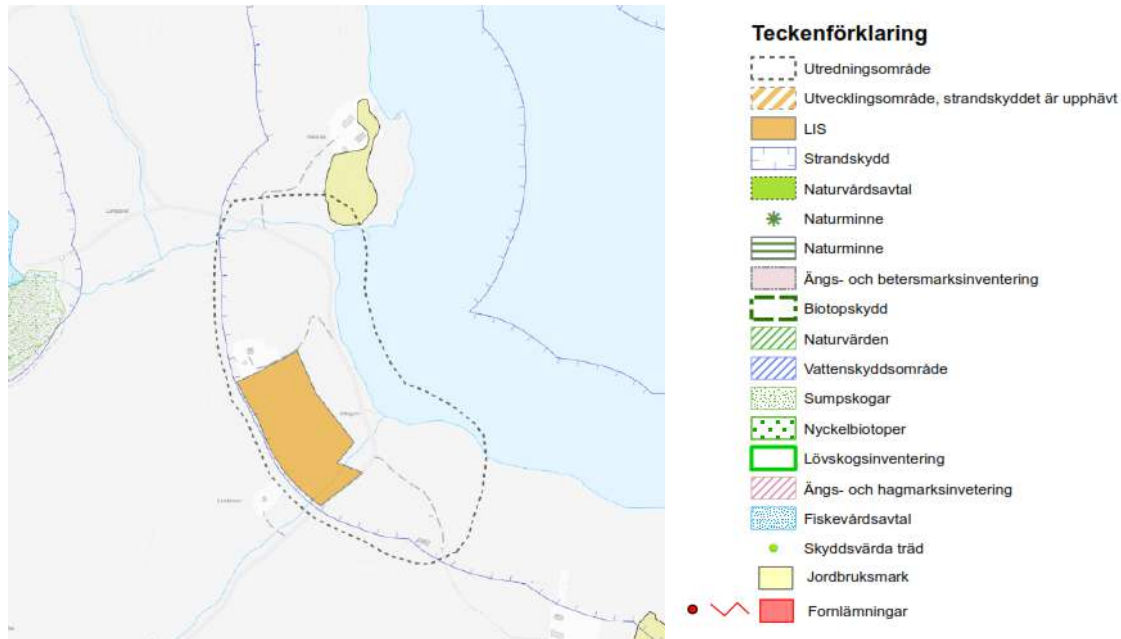 Teckenförklaring
Utredningsområde
Utvecklingsområde, strandskyddet är upphävt
LIS
Strandskydd
Naturvårdsavtal
Naturminne
Naturminne
Ängs- och betersmarksinventering
Biotopskydd
Naturvärden
Vattenskyddsområde
Sumpskogar
Nyckelbiotoper
Lövskogsinventering
Ängs- och hagmarksinvetering
Fiskevårdsavtal
Skyddsvärda träd
Jordbruksmark
Fornlämningar